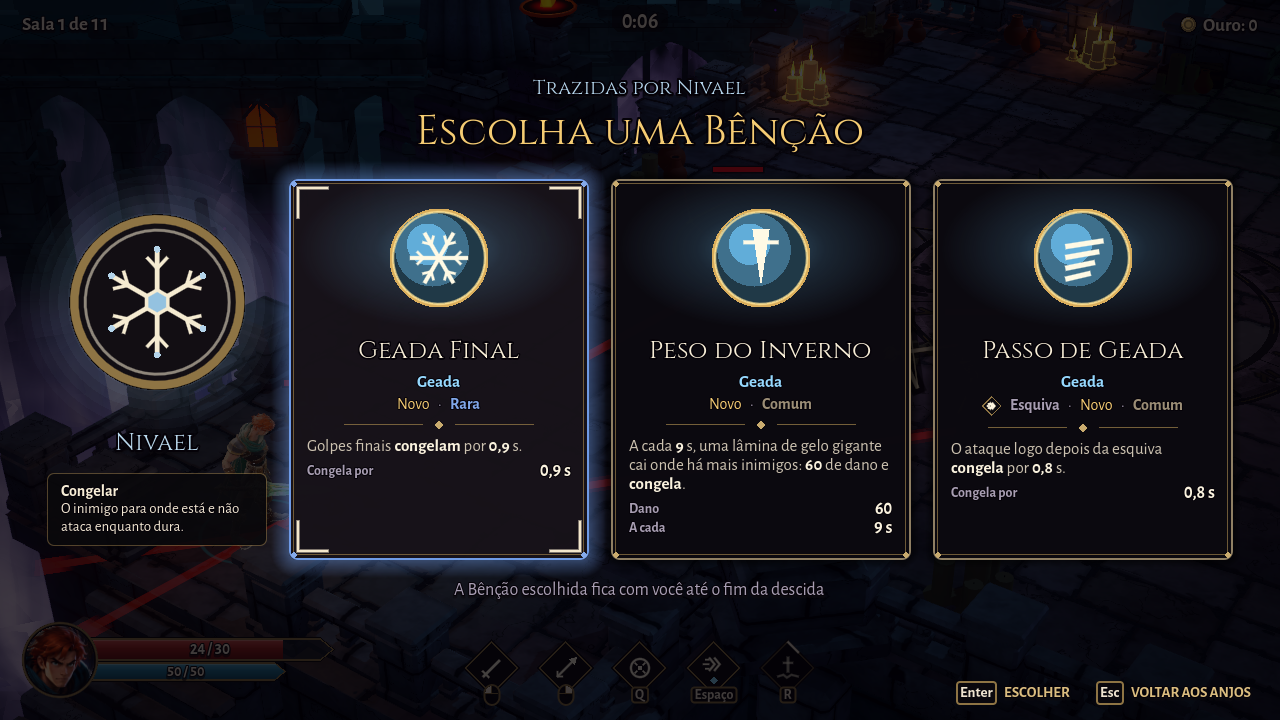 Sala 1 de 11
0:06
Ouro: 0
Trazidas por Nivael
Escolha uma Bênção
Nivael
Congelar
O inimigo para onde está e não
ataca enquanto dura.
Geada Final
Geada
Novo · Rara
Golpes finais congelam por 0,9 s.
Congela por 0,9 s
Peso do Inverno
Geada
Novo · Comum
A cada 9 s, uma lâmina de gelo gigante
cai onde há mais inimigos: 60 de dano e
congela.
Dano 60
A cada 9 s
Passo de Geada
Geada
Esquiva · Novo · Comum
O ataque logo depois da esquiva
congela por 0,8 s.
Congela por 0,8 s
A Bênção escolhida fica com você até o fim da descida
24 / 30
50 / 50
Q
Espaço
R
Enter ESCOLHER
Esc VOLTAR AOS ANJOS